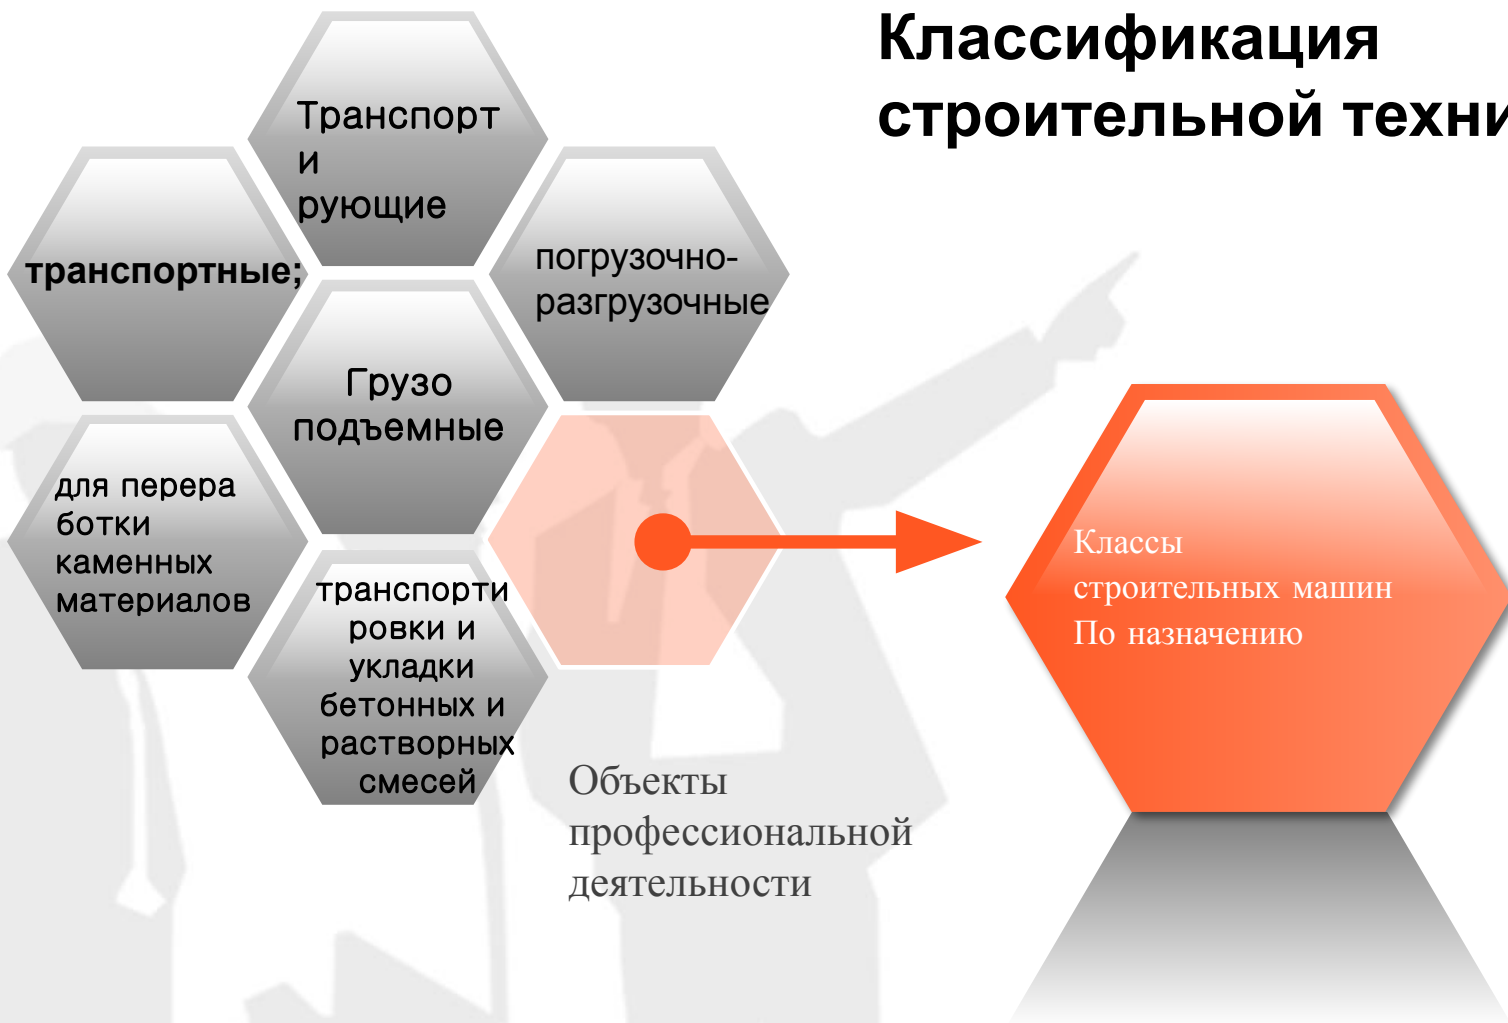 Классификация
строительной техни
Транспорт
и
рующие
транспортные;
погрузочно-
разгрузочные
Грузо
подъемные
для перера
ботки
каменных
материалов
транспорти
ровки и
укладки
бетонных и
растворных
смесей
Классы
строительных машин
По назначению
Объекты
профессиональной
деятельности